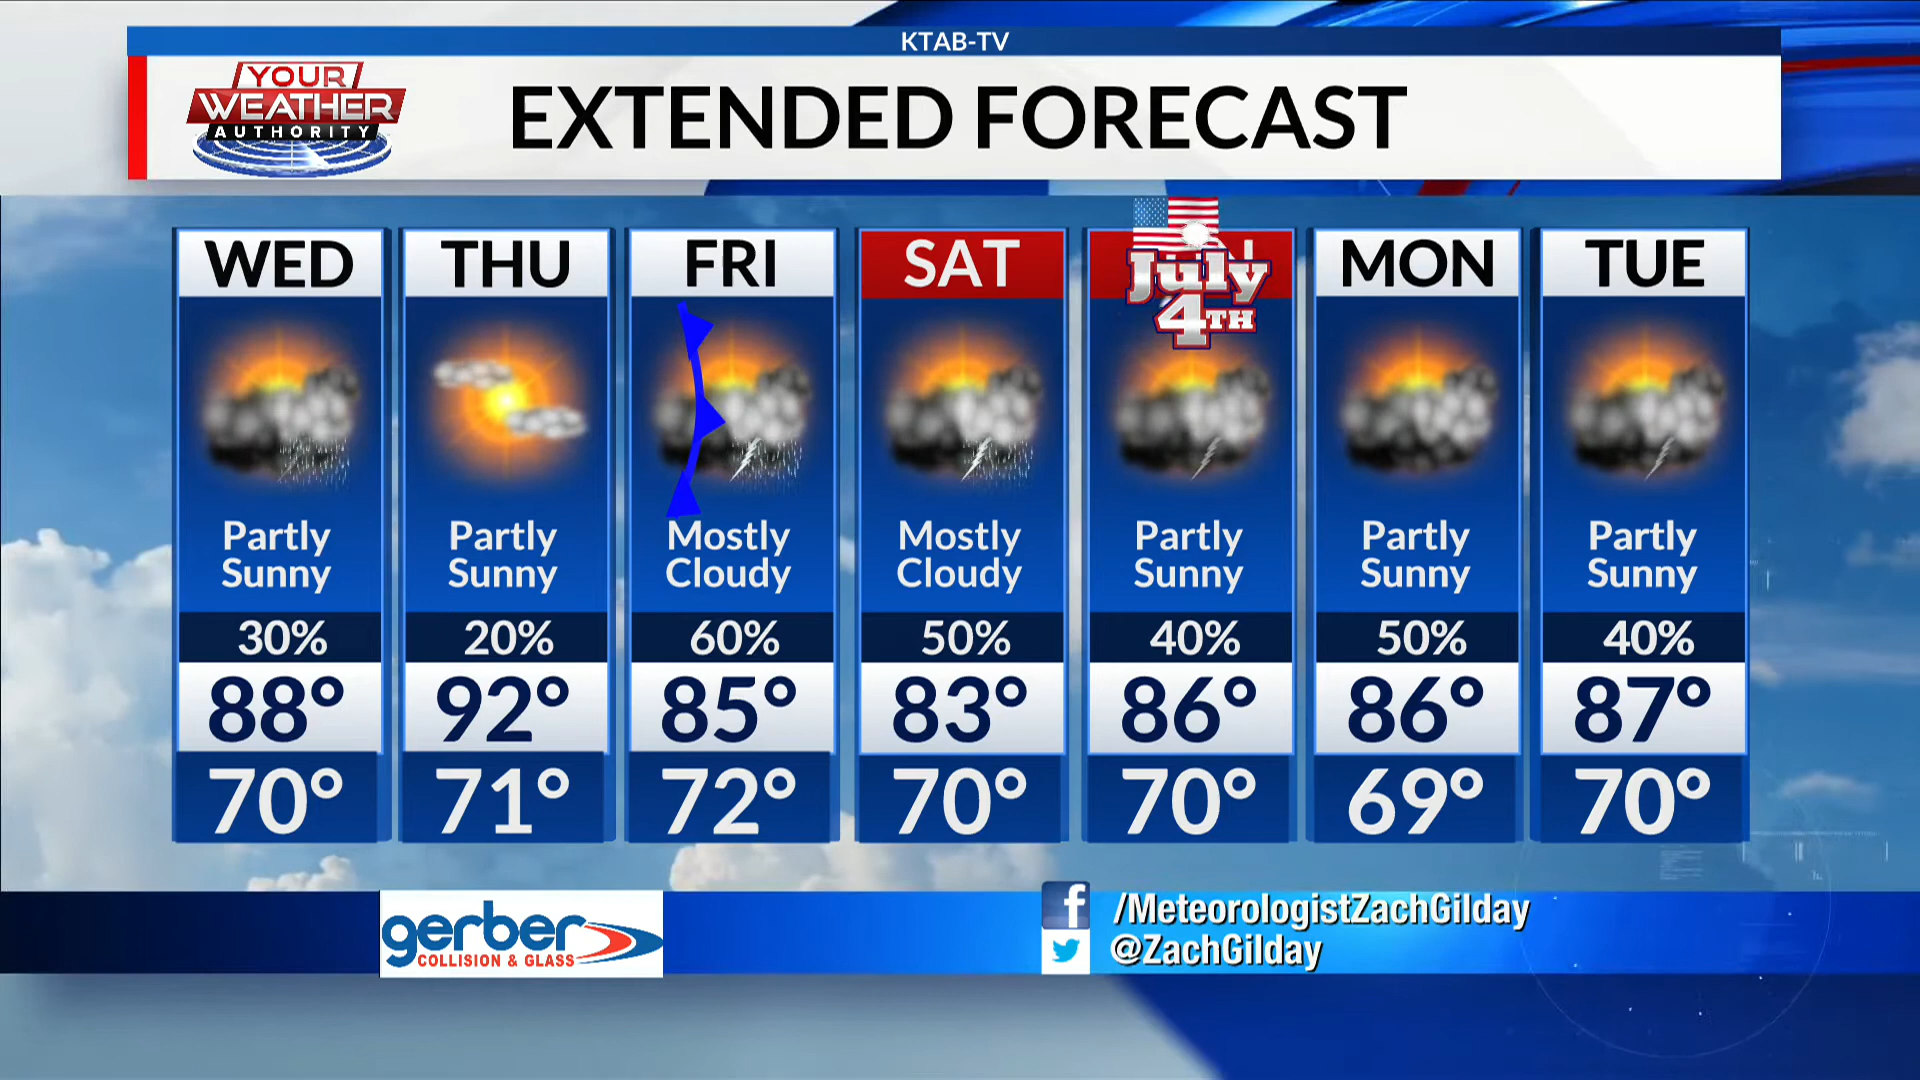 KTAB-TV
YOUR
WEATHER
AUTHORITY
EXTENDED FORECAST
WED THU FRI SAT MON TUE
July
4TH
Partly Partly Mostly Mostly Partly Partly Partly
Sunny Sunny Cloudy Cloudy Sunny Sunny Sunny
30% 20% 60% 50% 40% 50% 40%
88° 92° 85° 83° 86° 86° 87°
70° 71° 72° 70° 70° 69° 70°
gerber
COLLISION & GLASS
f /MeteorologistZachGilday
@ZachGilday